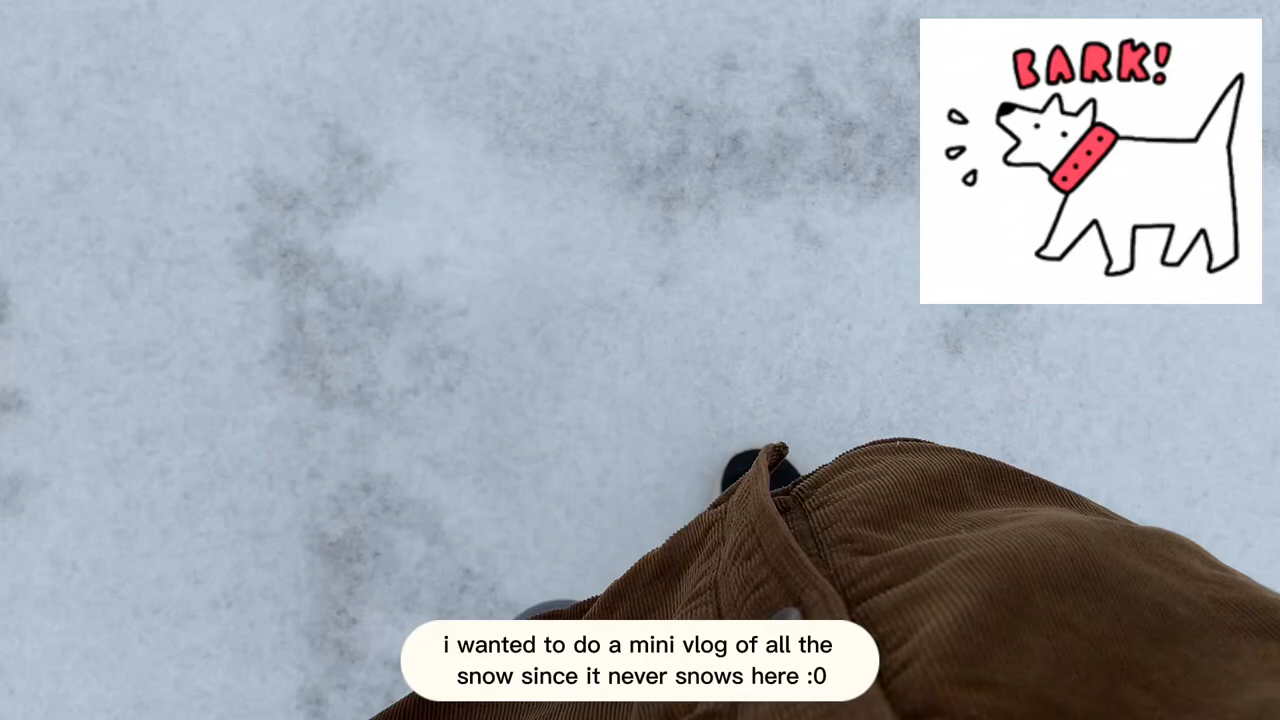 BARK!
i wanted to do a mini vlog of all the
snow since it never snows here :0